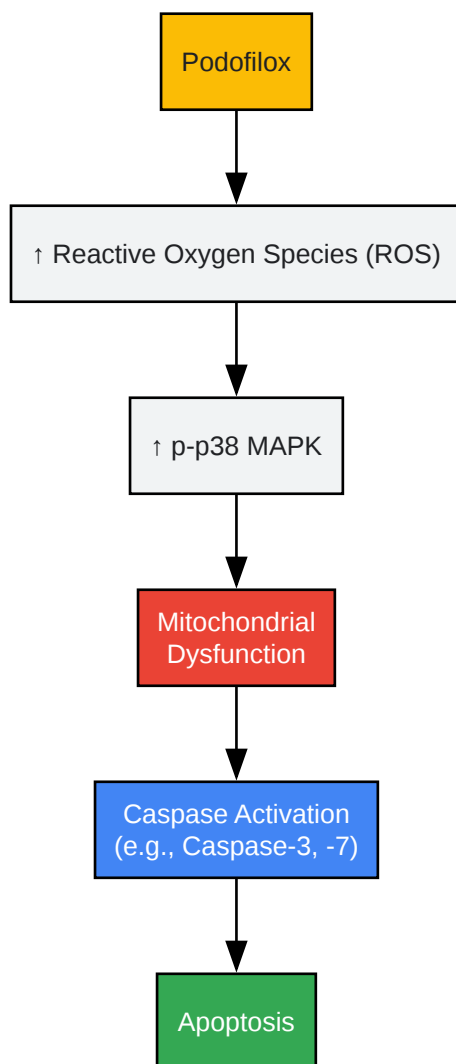 Podofilox
↑ Reactive Oxygen Species (ROS)
↑ p-p38 MAPK
Mitochondrial
Dysfunction
Caspase Activation
(e.g., Caspase-3, -7)
Apoptosis